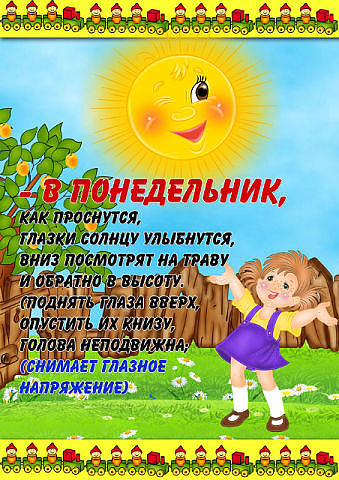 - В ПОНЕДЕЛЬНИК,
КАК ПРОСНУТСЯ,
ГЛАЗКИ СОЛНЦУ УЛЫБНУТСЯ,
ВНИЗ ПОСМОТРЯТ НА ТРАВУ
И ОБРАТНО В ВЫСОТУ.
(ПОДНЯТЬ ГЛАЗА ВВЕРХ,
ОПУСТИТЬ ИХ КНИЗУ,
ГОЛОВА НЕПОДВИЖНА;
(СНИМАЕТ ГЛАЗНОЕ
НАПРЯЖЕНИЕ)